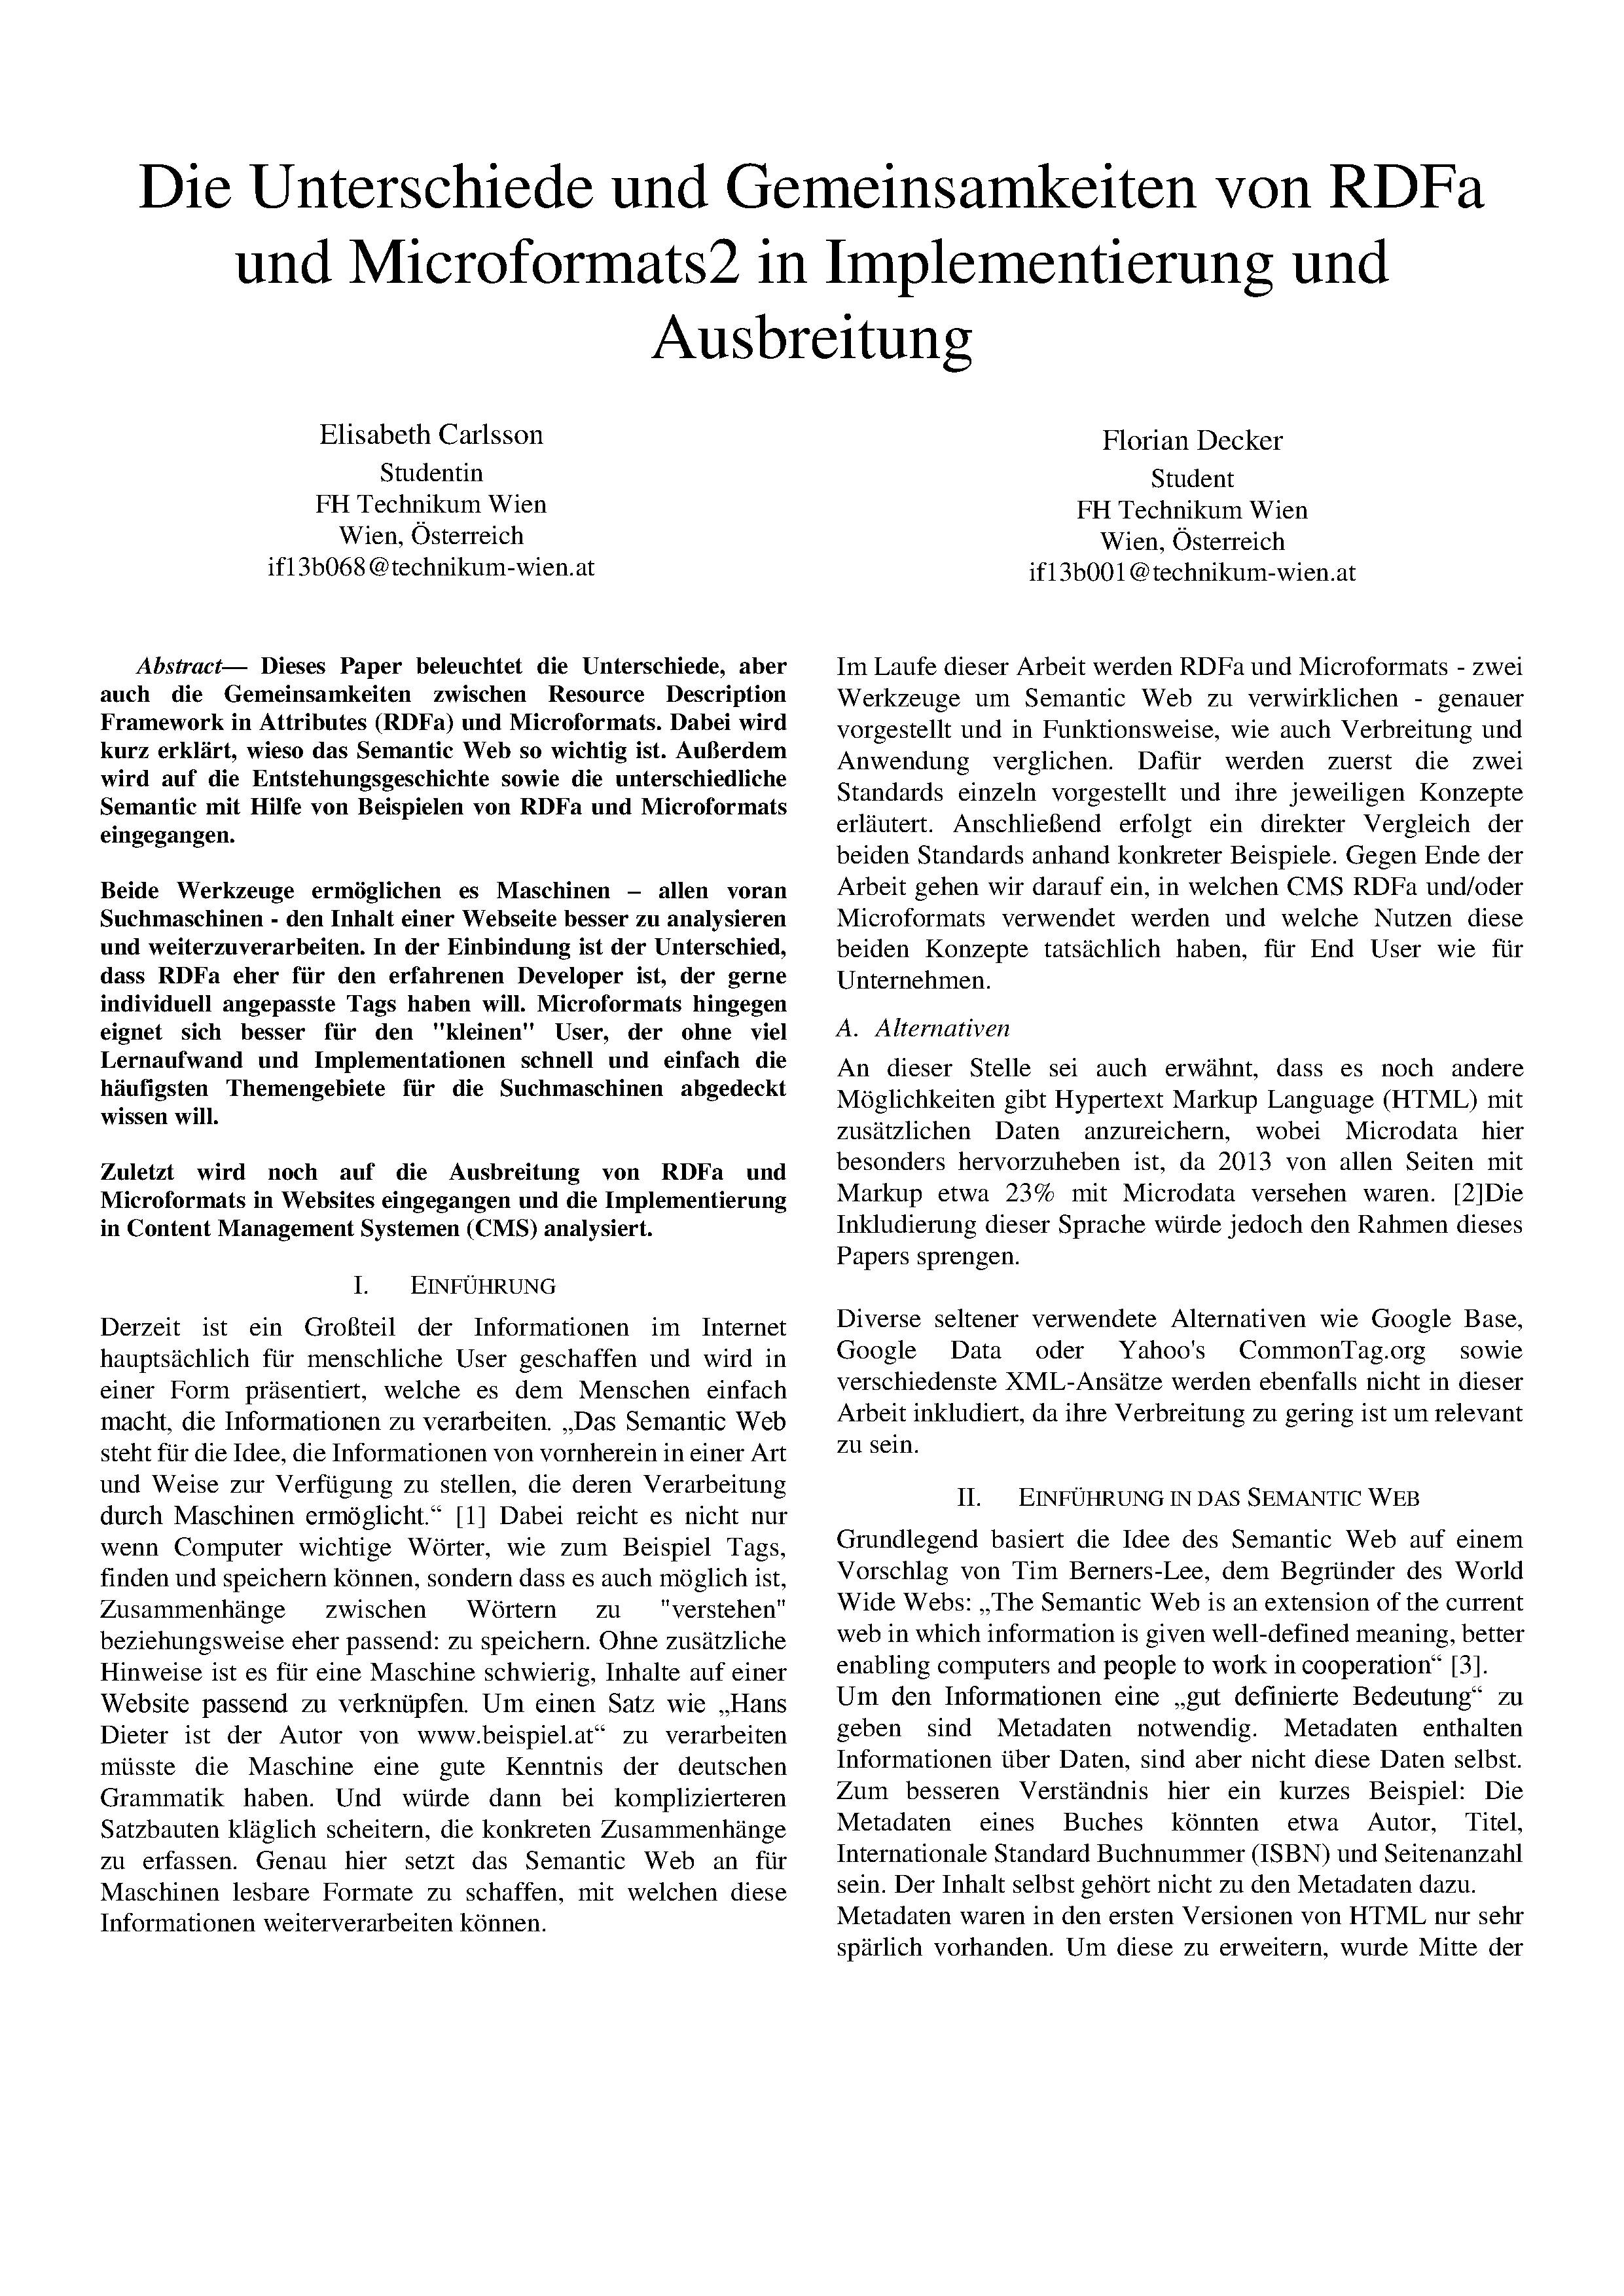 Die Unterschiede und Gemeinsamkeiten von RDFa
und Microformats2 in Implementierung und
Ausbreitung
Elisabeth Carlsson
Studentin
FH Technikum Wien
Wien, Österreich
if13b068@technikum-wien.at
Florian Decker
Student
FH Technikum Wien
Wien, Österreich
if13b001@technikum-wien.at
Abstract— Dieses Paper beleuchtet die Unterschiede, aber
auch die Gemeinsamkeiten zwischen Resource Description
Framework in Attributes (RDFa) und Microformats. Dabei wird
kurz erklärt, wieso das Semantic Web so wichtig ist. Außerdem
wird auf die Entstehungsgeschichte sowie die unterschiedliche
Semantic mit Hilfe von Beispielen von RDFa und Microformats
eingegangen.
Beide Werkzeuge ermöglichen es Maschinen – allen voran
Suchmaschinen - den Inhalt einer Webseite besser zu analysieren
und weiterzuverarbeiten. In der Einbindung ist der Unterschied,
dass RDFa eher für den erfahrenen Developer ist, der gerne
individuell angepasste Tags haben will. Microformats hingegen
eignet sich besser für den "kleinen" User, der ohne viel
Lernaufwand und Implementationen schnell und einfach die
häufigsten Themengebiete für die Suchmaschinen abgedeckt
wissen will.
Zuletzt wird noch auf die Ausbreitung von RDFa und
Microformats in Websites eingegangen und die Implementierung
in Content Management Systemen (CMS) analysiert.
I. EINFÜHRUNG
Derzeit ist ein Großteil der Informationen im Internet
hauptsächlich für menschliche User geschaffen und wird in
einer Form präsentiert, welche es dem Menschen einfach
macht, die Informationen zu verarbeiten. „Das Semantic Web
steht für die Idee, die Informationen von vornherein in einer Art
und Weise zur Verfügung zu stellen, die deren Verarbeitung
durch Maschinen ermöglicht.“ [1] Dabei reicht es nicht nur
wenn Computer wichtige Wörter, wie zum Beispiel Tags,
finden und speichern können, sondern dass es auch möglich ist,
Zusammenhänge zwischen Wörtern zu "verstehen"
beziehungsweise eher passend: zu speichern. Ohne zusätzliche
Hinweise ist es für eine Maschine schwierig, Inhalte auf einer
Website passend zu verknüpfen. Um einen Satz wie „Hans
Dieter ist der Autor von www.beispiel.at“ zu verarbeiten
müsste die Maschine eine gute Kenntnis der deutschen
Grammatik haben. Und würde dann bei komplizierteren
Satzbauten kläglich scheitern, die konkreten Zusammenhänge
zu erfassen. Genau hier setzt das Semantic Web an für
Maschinen lesbare Formate zu schaffen, mit welchen diese
Informationen weiterverarbeiten können.
Im Laufe dieser Arbeit werden RDFa und Microformats - zwei
Werkzeuge um Semantic Web zu verwirklichen - genauer
vorgestellt und in Funktionsweise, wie auch Verbreitung und
Anwendung verglichen. Dafür werden zuerst die zwei
Standards einzeln vorgestellt und ihre jeweiligen Konzepte
erläutert. Anschließend erfolgt ein direkter Vergleich der
beiden Standards anhand konkreter Beispiele. Gegen Ende der
Arbeit gehen wir darauf ein, in welchen CMS RDFa und/oder
Microformats verwendet werden und welche Nutzen diese
beiden Konzepte tatsächlich haben, für End User wie für
Unternehmen.
A. Alternativen
An dieser Stelle sei auch erwähnt, dass es noch andere
Möglichkeiten gibt Hypertext Markup Language (HTML) mit
zusätzlichen Daten anzureichern, wobei Microdata hier
besonders hervorzuheben ist, da 2013 von allen Seiten mit
Markup etwa 23% mit Microdata versehen waren. [2]Die
Inkludierung dieser Sprache würde jedoch den Rahmen dieses
Papers sprengen.
Diverse seltener verwendete Alternativen wie Google Base,
Google Data oder Yahoo's CommonTag.org sowie
verschiedenste XML-Ansätze werden ebenfalls nicht in dieser
Arbeit inkludiert, da ihre Verbreitung zu gering ist um relevant
zu sein.
II. EINFÜHRUNG IN DAS SEMANTIC WEB
Grundlegend basiert die Idee des Semantic Web auf einem
Vorschlag von Tim Berners-Lee, dem Begründer des World
Wide Webs: „The Semantic Web is an extension of the current
web in which information is given well-defined meaning, better
enabling computers and people to work in cooperation“ [3].
Um den Informationen eine „gut definierte Bedeutung“ zu
geben sind Metadaten notwendig. Metadaten enthalten
Informationen über Daten, sind aber nicht diese Daten selbst.
Zum besseren Verständnis hier ein kurzes Beispiel: Die
Metadaten eines Buches könnten etwa Autor, Titel,
Internationale Standard Buchnummer (ISBN) und Seitenanzahl
sein. Der Inhalt selbst gehört nicht zu den Metadaten dazu.
Metadaten waren in den ersten Versionen von HTML nur sehr
spärlich vorhanden. Um diese zu erweitern, wurde Mitte der